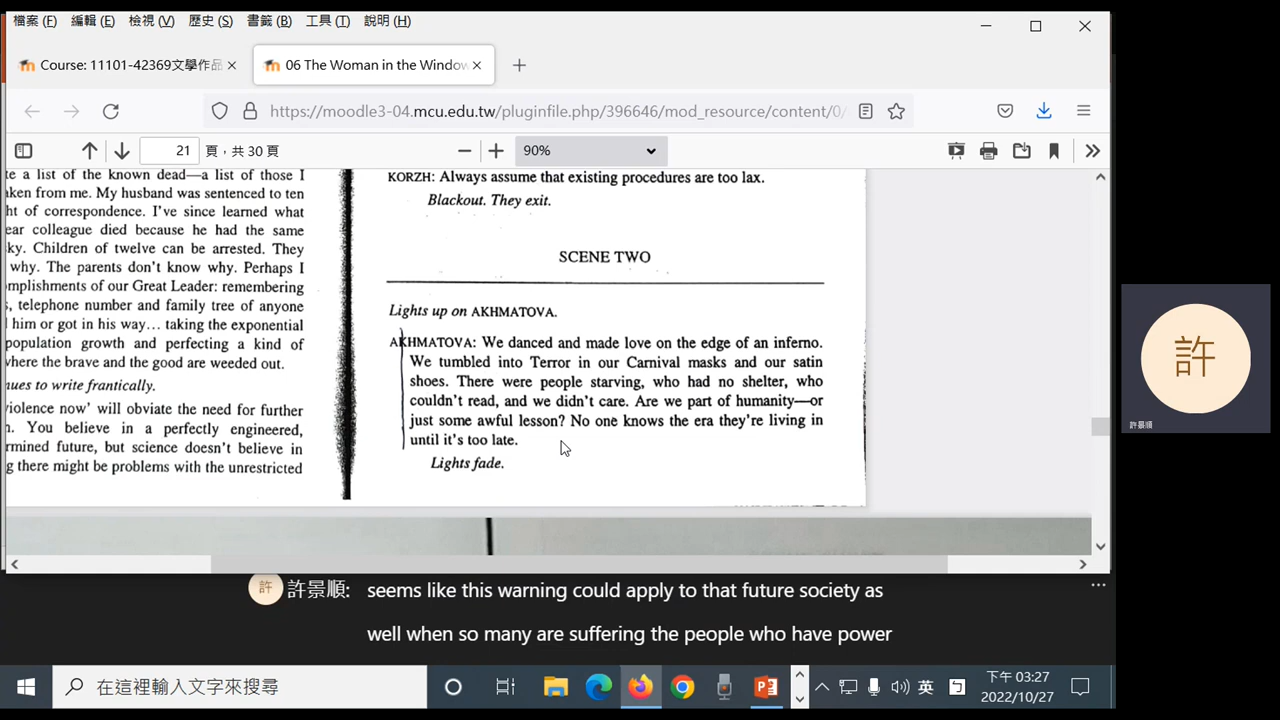 檔案 (F) 編輯 (E) 檢視 (V) 歷史 (S) 書籤 (B) 工具 (T) 說明 (H)
Course: 11101-42369文學作品
06 The Woman in the Window
https://moodle3-04.mcu.edu.tw/pluginfile.php/396646/mod_resource/content/0/
21 頁，共 30 頁
90%
te a list of the known dead—a list of those I
aken from me. My husband was sentenced to ten
ht of correspondence. I've since learned what
ear colleague died because he had the same
ky. Children of twelve can be arrested. They
why. The parents don't know why. Perhaps I
mplishments of our Great Leader: remembering
s, telephone number and family tree of anyone
l him or got in his way… taking the exponential
population growth and perfecting a kind of
where the brave and the good are weeded out.
nues to write frantically.
violence now' will obviate the need for further
n. You believe in a perfectly engineered,
rmined future, but science doesn't believe in
g there might be problems with the unrestricted
KORZH: Always assume that existing procedures are too lax.
Blackout. They exit.
SCENE TWO
Lights up on AKHMATOVA.
AKHMATOVA: We danced and made love on the edge of an inferno.
We tumbled into Terror in our Carnival masks and our satin
shoes. There were people starving, who had no shelter, who
couldn't read, and we didn't care. Are we part of humanity—or
just some awful lesson? No one knows the era they're living in
until it's too late.
Lights fade.
許
許景順
許 許景順: seems like this warning could apply to that future society as
well when so many are suffering the people who have power
在這裡輸入文字來搜尋
英
下午 03:27
2022/10/27